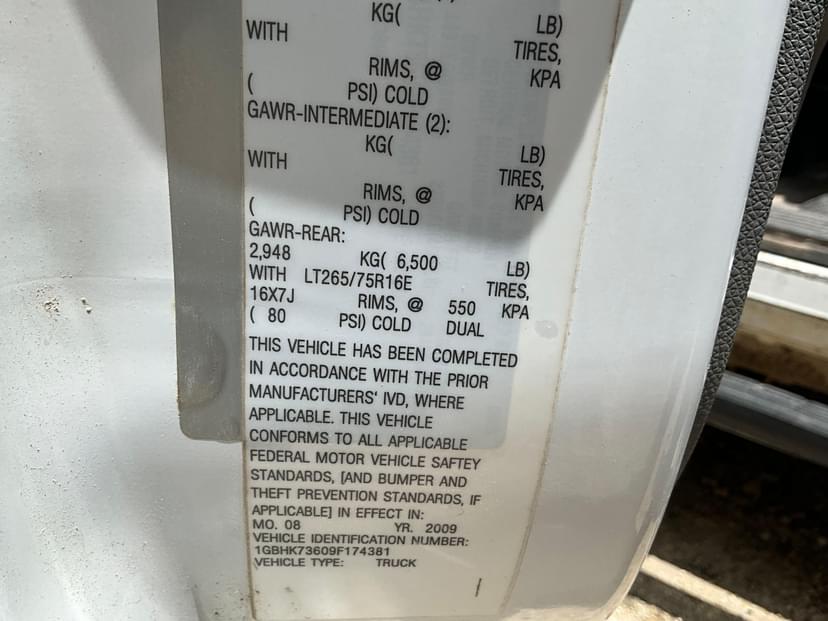 KG( LB)
WITH TIRES,
RIMS, @ KPA
( PSI) COLD
GAWR-INTERMEDIATE (2):
KG( LB)
WITH TIRES,
RIMS, @ KPA
( PSI) COLD
GAWR-REAR:
2,948 KG( 6,500 LB)
WITH LT265/75R16E TIRES,
16X7J RIMS, @ 550 KPA
( 80 PSI) COLD DUAL
THIS VEHICLE HAS BEEN COMPLETED
IN ACCORDANCE WITH THE PRIOR
MANUFACTURERS' IVD, WHERE
APPLICABLE. THIS VEHICLE
CONFORMS TO ALL APPLICABLE
FEDERAL MOTOR VEHICLE SAFTEY
STANDARDS, [AND BUMPER AND
THEFT PREVENTION STANDARDS, IF
APPLICABLE] IN EFFECT IN:
MO. 08 YR. 2009
VEHICLE IDENTIFICATION NUMBER:
1GBHK73609F174381
VEHICLE TYPE: TRUCK